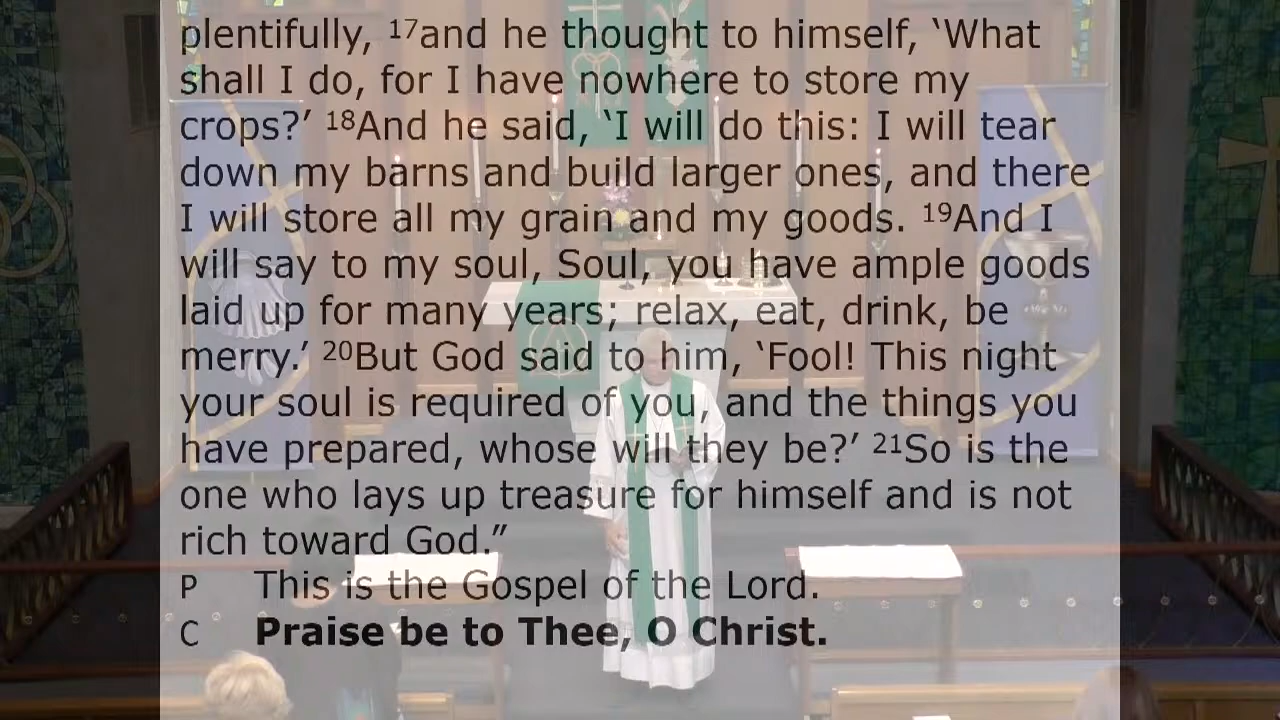 plentifully, 17and he thought to himself, ‘What
shall I do, for I have nowhere to store my
crops?’ 18And he said, ‘I will do this: I will tear
down my barns and build larger ones, and there
I will store all my grain and my goods. 19And I
will say to my soul, Soul, you have ample goods
laid up for many years; relax, eat, drink, be
merry.’ 20But God said to him, ‘Fool! This night
your soul is required of you, and the things you
have prepared, whose will they be?’ 21So is the
one who lays up treasure for himself and is not
rich toward God.”
P This is the Gospel of the Lord.
C Praise be to Thee, O Christ.